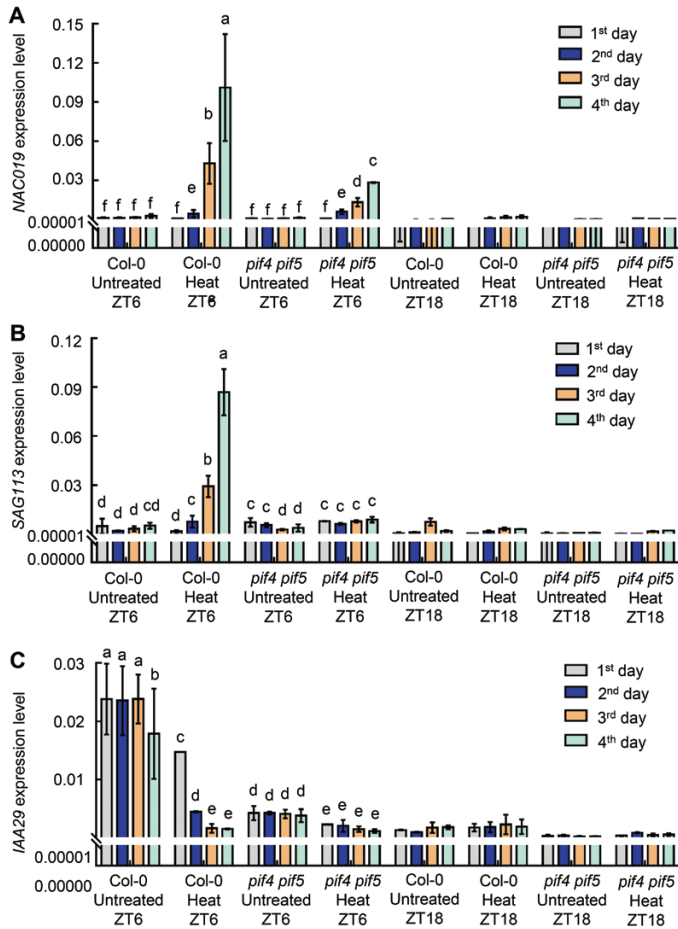 A
NAC019 expression level
0.15
0.12
0.09
0.06
0.03
0.00001
0.00000
1st day
2nd day
3rd day
4th day
f f f f f e b a f f f f f e d c
Col-0 Untreated ZT6
Col-0 Heat ZT6
pif4 pif5 Untreated ZT6
pif4 pif5 Heat ZT6
Col-0 Untreated ZT18
Col-0 Heat ZT18
pif4 pif5 Untreated ZT18
pif4 pif5 Heat ZT18
B
SAG113 expression level
0.12
0.09
0.06
0.03
0.00001
0.00000
1st day
2nd day
3rd day
4th day
d d d cd d c b a c c d d c c c c
Col-0 Untreated ZT6
Col-0 Heat ZT6
pif4 pif5 Untreated ZT6
pif4 pif5 Heat ZT6
Col-0 Untreated ZT18
Col-0 Heat ZT18
pif4 pif5 Untreated ZT18
pif4 pif5 Heat ZT18
C
IAA29 expression level
0.03
0.02
0.01
0.00001
0.00000
1st day
2nd day
3rd day
4th day
a a a b c d e e d d d d e e e e
Col-0 Untreated ZT6
Col-0 Heat ZT6
pif4 pif5 Untreated ZT6
pif4 pif5 Heat ZT6
Col-0 Untreated ZT18
Col-0 Heat ZT18
pif4 pif5 Untreated ZT18
pif4 pif5 Heat ZT18